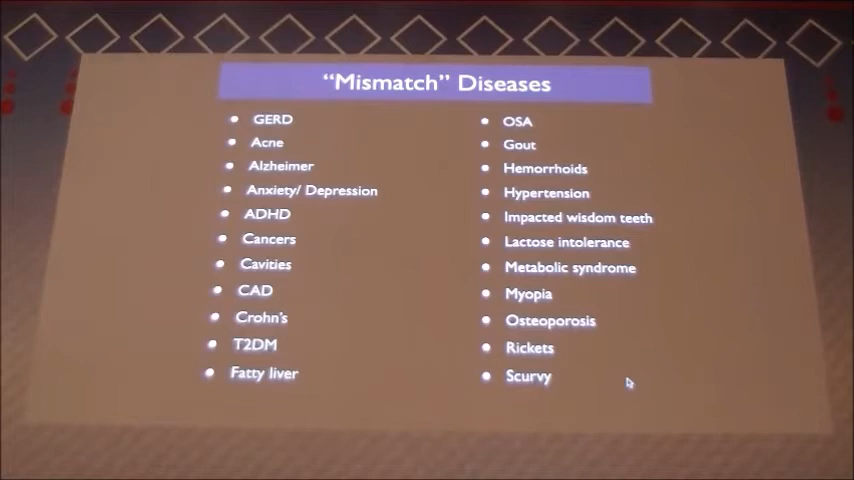 “Mismatch” Diseases
• GERD
• Acne
• Alzheimer
• Anxiety/ Depression
• ADHD
• Cancers
• Cavities
• CAD
• Crohn's
• T2DM
• Fatty liver
• OSA
• Gout
• Hemorrhoids
• Hypertension
• Impacted wisdom teeth
• Lactose intolerance
• Metabolic syndrome
• Myopia
• Osteoporosis
• Rickets
• Scurvy